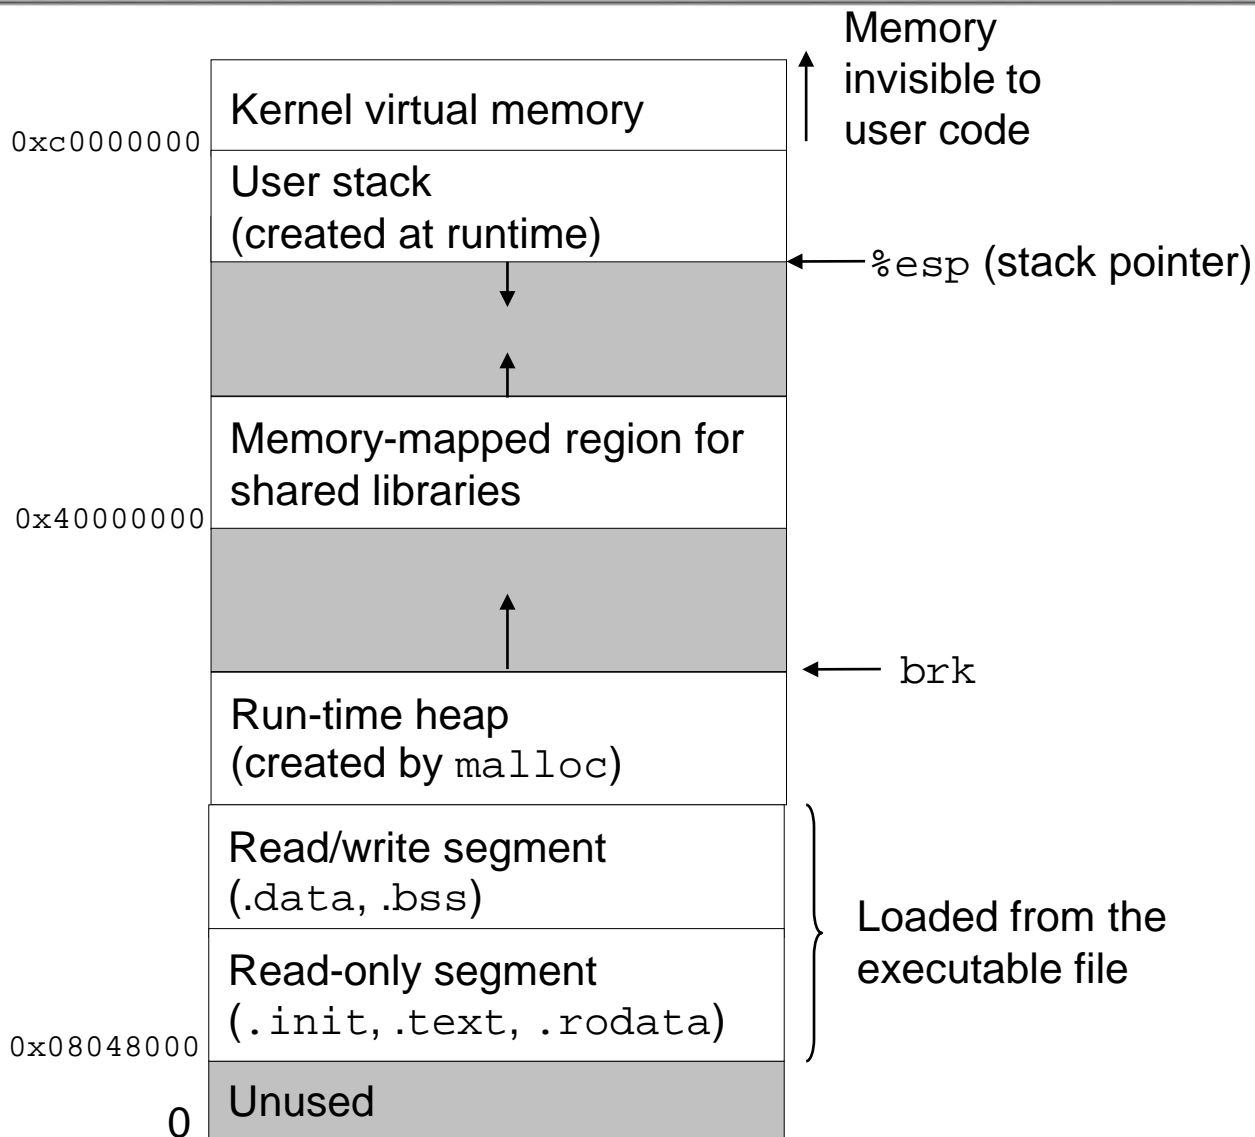 Memory
invisible to
user code
Kernel virtual memory
0xc0000000
User stack
(created at runtime)
%esp (stack pointer)
Memory-mapped region for
shared libraries
0x40000000
brk
Run-time heap
(created by malloc)
Read/write segment
(.data, .bss)
Loaded from the
executable file
Read-only segment
(.init, .text, .rodata)
0x08048000
Unused
0